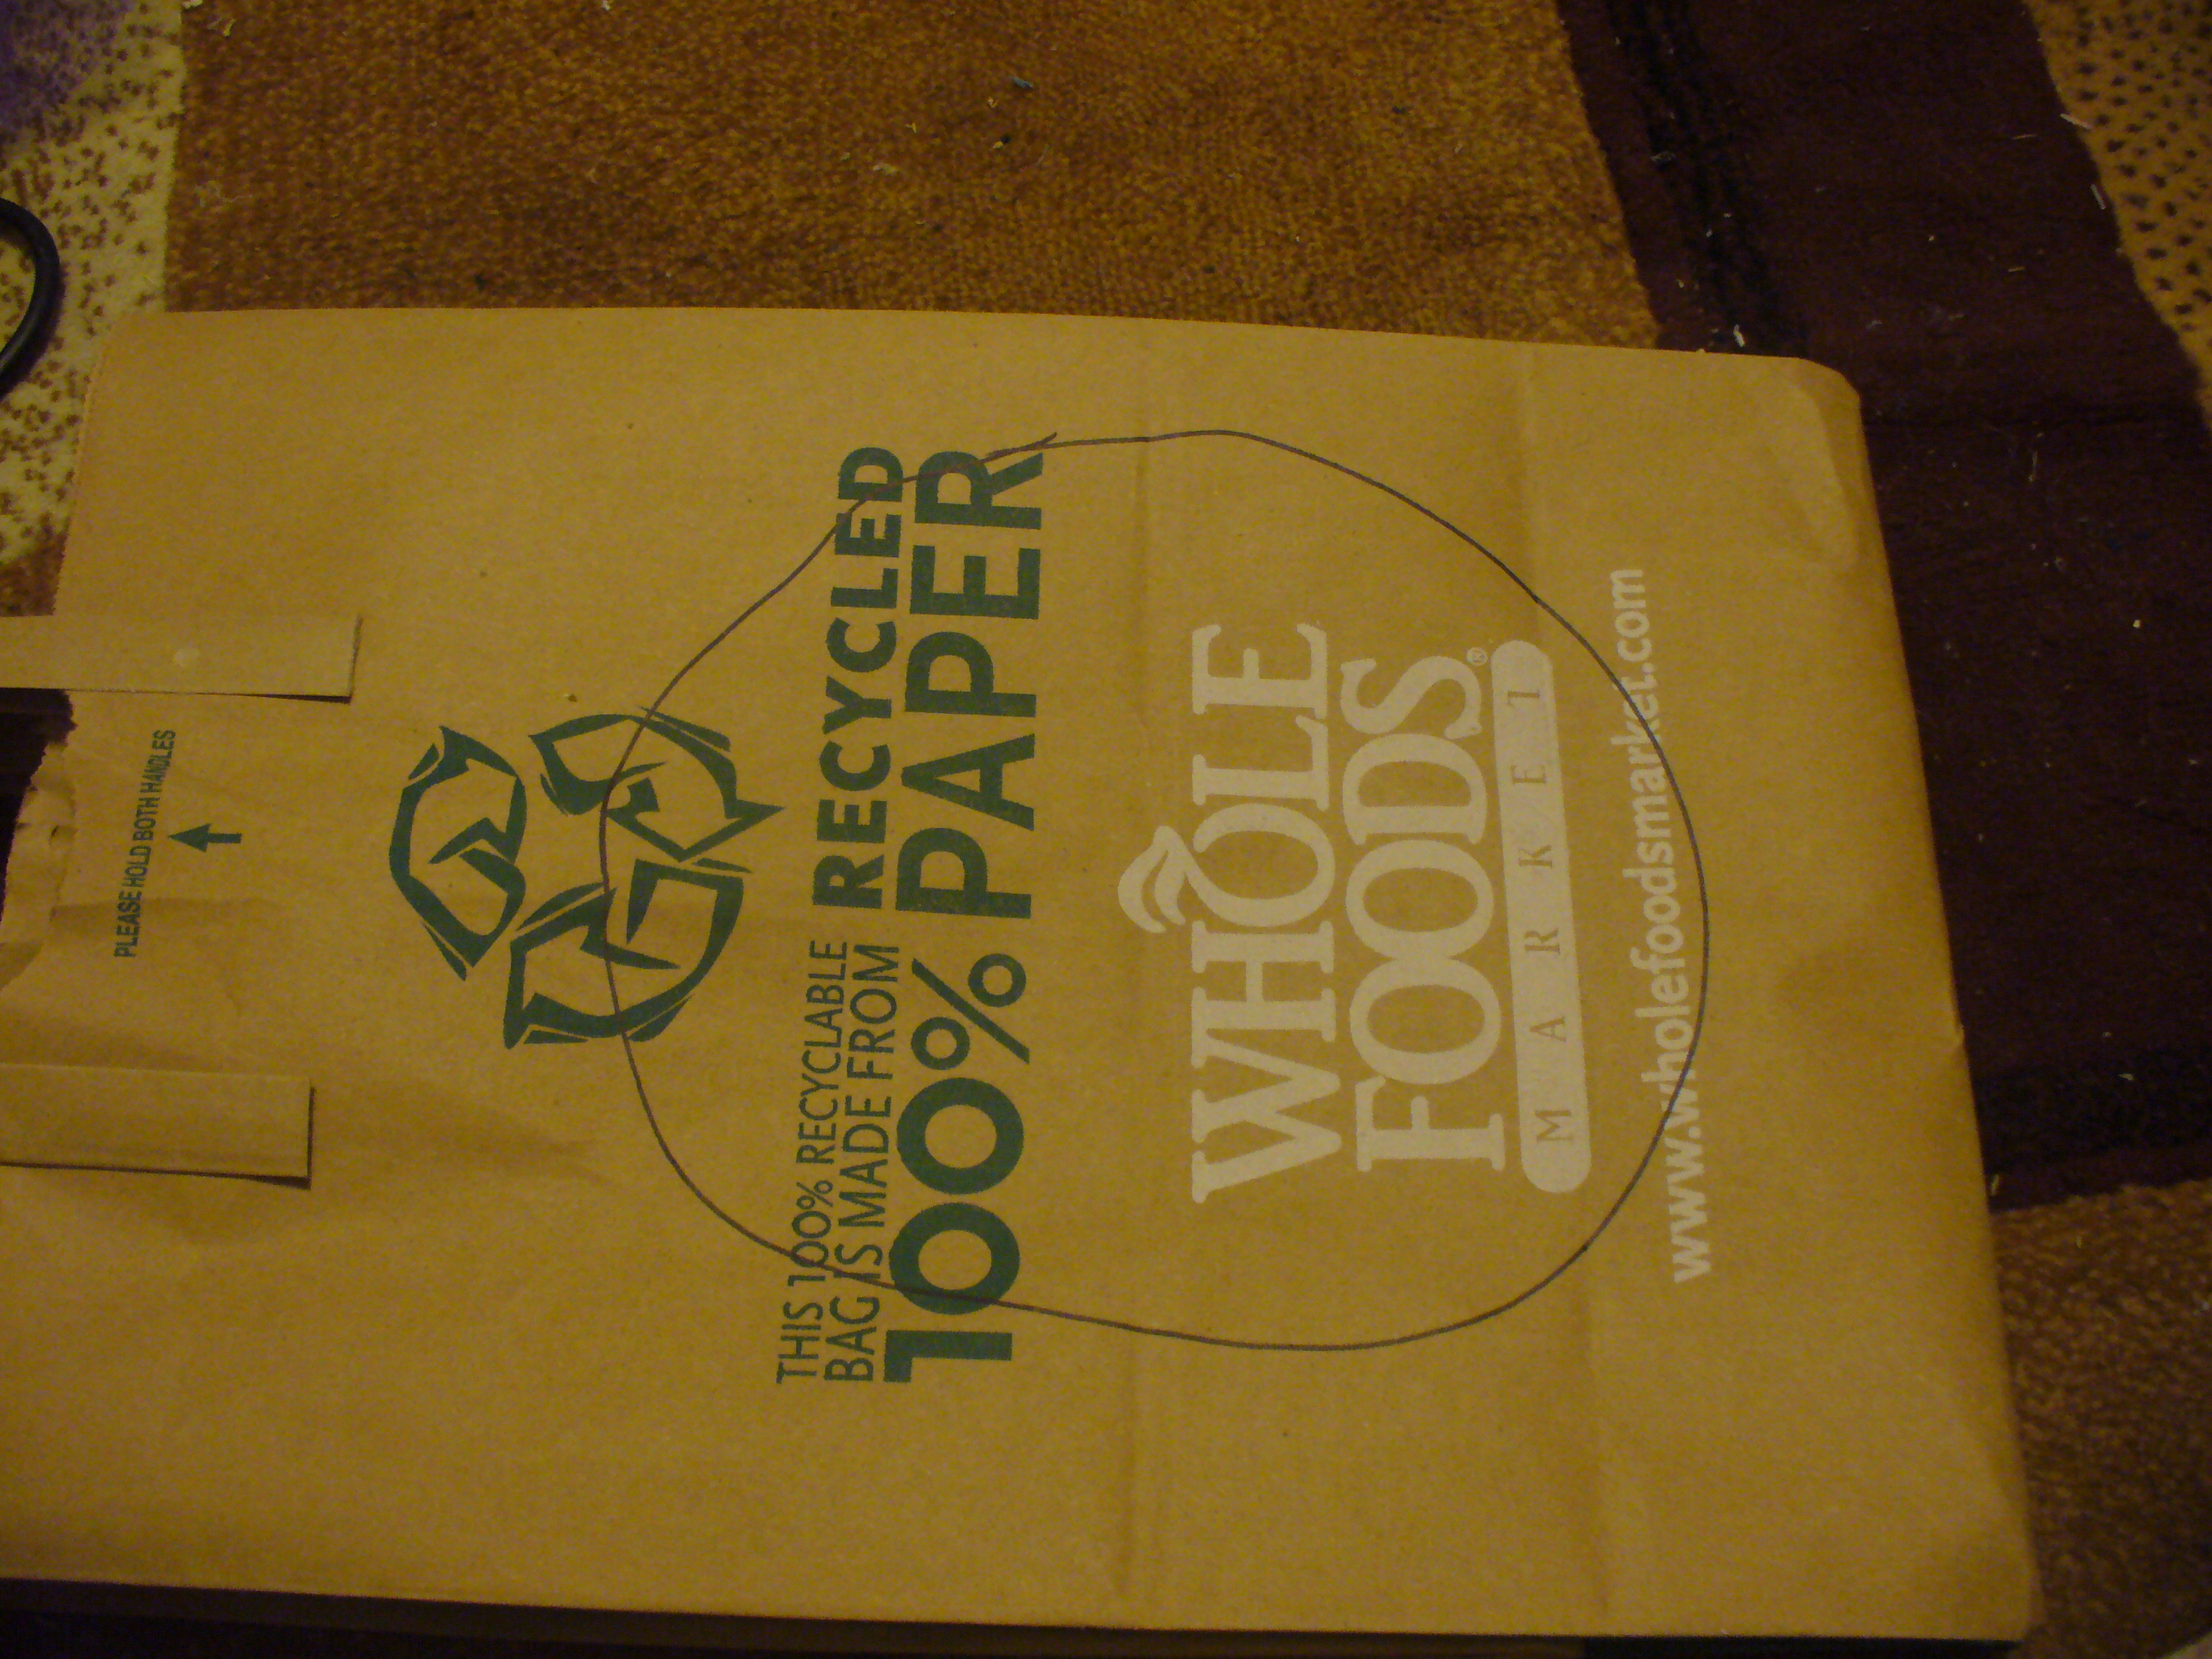 PLEASE HOLD BOTH HANDLES
THIS 100% RECYCLABLE
BAG IS MADE FROM RECYCLED
100% PAPER
WHOLE
FOODS®
MARKET
www.wholefoodsmarket.com